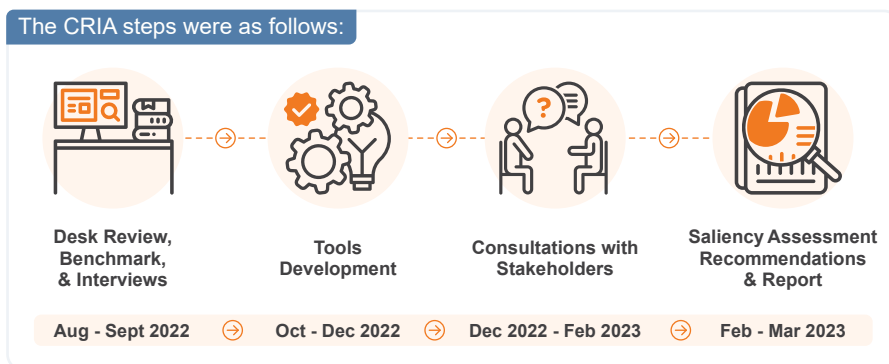 The CRIA steps were as follows:
?
Desk Review,
Benchmark,
& Interviews
Tools
Development
Consultations with
Stakeholders
Saliency Assessment
Recommendations
& Report
Aug - Sept 2022
Oct - Dec 2022
Dec 2022 - Feb 2023
Feb - Mar 2023